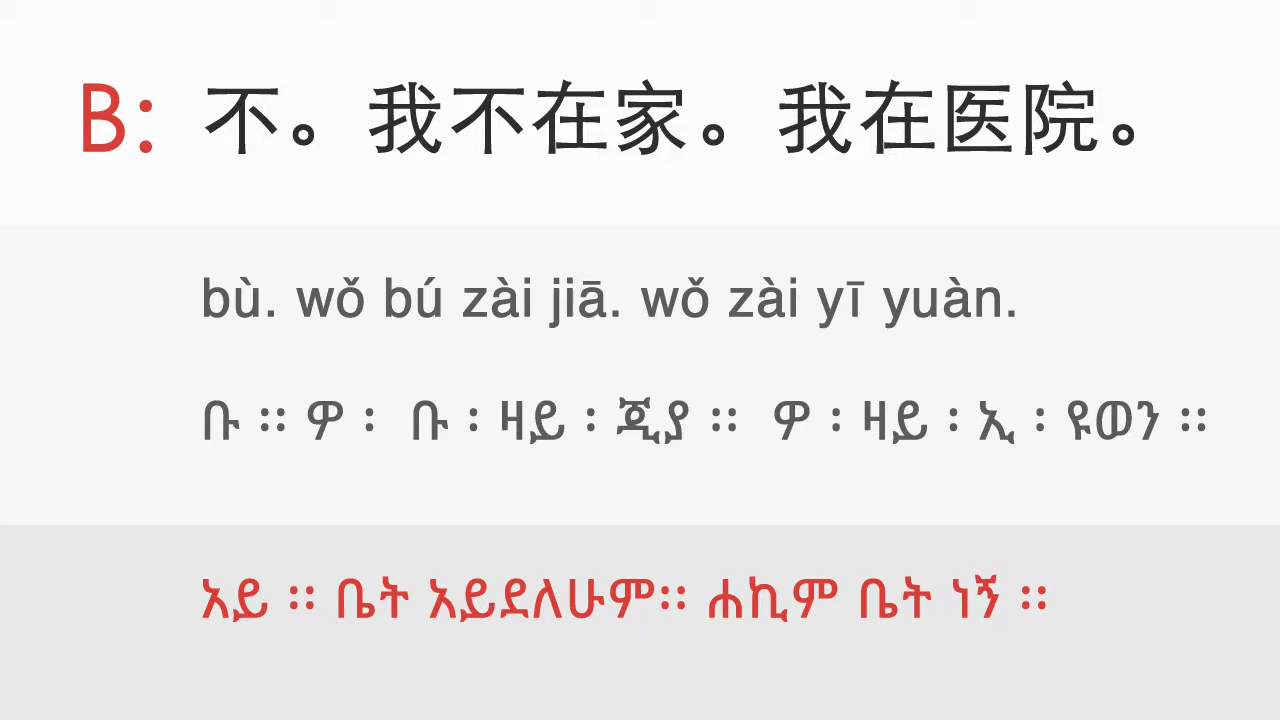 B: 不。我不在家。我在医院。
bù. wǒ bú zài jiā. wǒ zài yī yuàn.
ቡ ፡፡ ዎ ፡ ቡ ፡ ዛይ ፡ ጂያ ፡፡ ዎ ፡ ዛይ ፡ ኢ ፡ ዩወን ፡፡
አይ ፡፡ ቤት አይደለሁም፡፡ ሐኪም ቤት ነኝ ፡፡